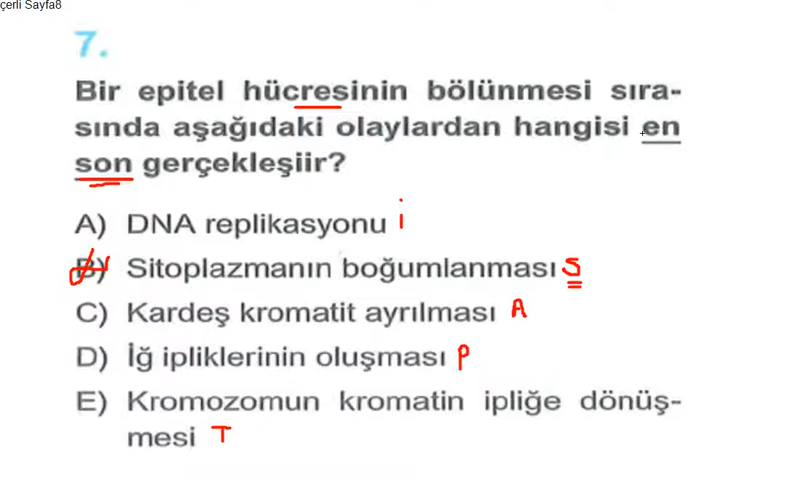 çerli Sayfa8
7.
Bir epitel hücresinin bölünmesi sıra-
sında aşağıdaki olaylardan hangisi en
son gerçekleşiir?
A) DNA replikasyonu i
B) Sitoplazmanın boğumlanması S
C) Kardeş kromatit ayrılması A
D) İğ ipliklerinin oluşması P
E) Kromozomun kromatin ipliğe dönüş-
mesi T